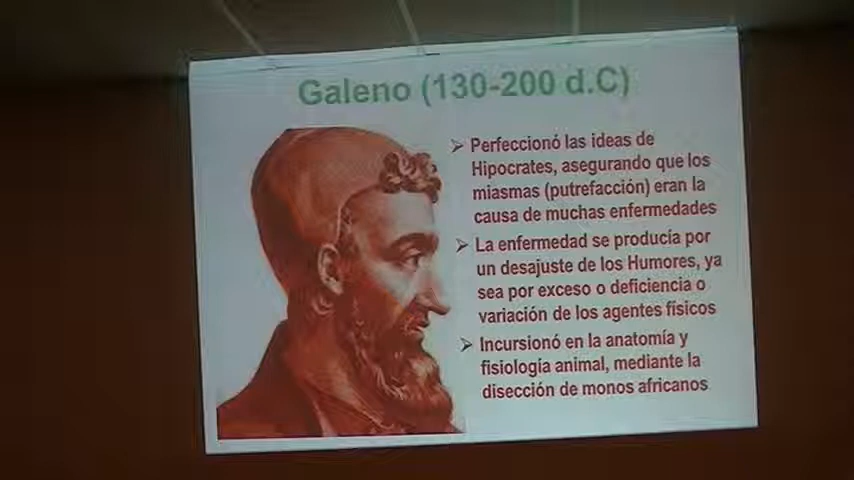 Galeno (130-200 d.C)
Perfeccionó las ideas de
Hipocrates, asegurando que los
miasmas (putrefacción) eran la
causa de muchas enfermedades
La enfermedad se producía por
un desajuste de los Humores, ya
sea por exceso o deficiencia o
variación de los agentes físicos
Incursionó en la anatomía y
fisiología animal, mediante la
disección de monos africanos